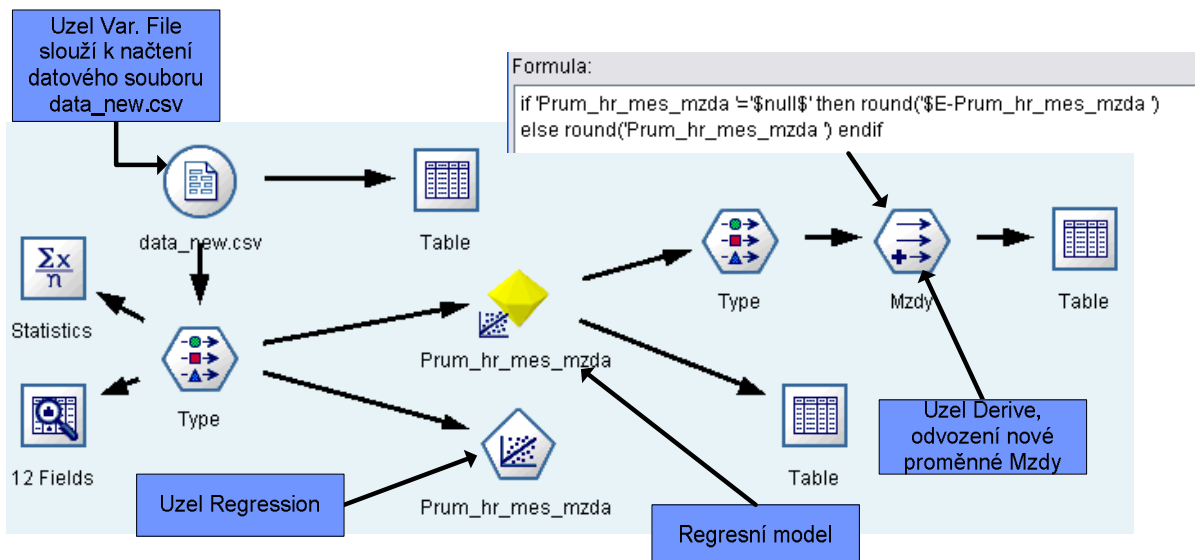 Uzel Var. File
slouží k načtení
datového souboru
data_new.csv
Formula:
if 'Prum_hr_mes_mzda '='$null$' then round('$E-Prum_hr_mes_mzda ')
else round('Prum_hr_mes_mzda ') endif
data_new.csv
Table
Σx
n
Statistics
Type
12 Fields
Prum_hr_mes_mzda
Prum_hr_mes_mzda
Type
Mzdy
Table
Table
Uzel Regression
Regresní model
Uzel Derive,
odvození nové
proměnné Mzdy